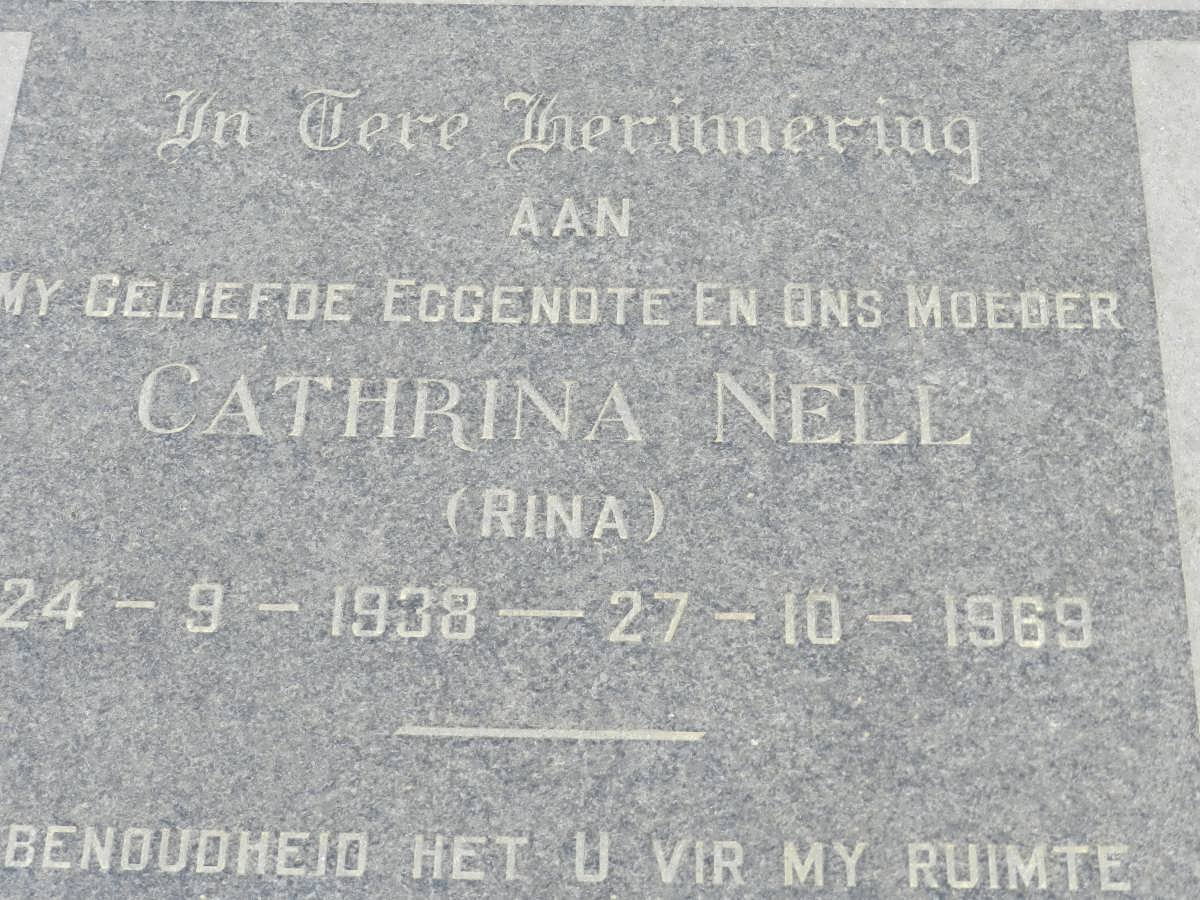 In Tere Herinnering
AAN
MY GELIEFDE EGGENOTE EN ONS MOEDER
CATHRINA NELL
(RINA)
24 - 9 - 1938 — 27 - 10 - 1969
BENOUDHEID HET U VIR MY RUIMTE